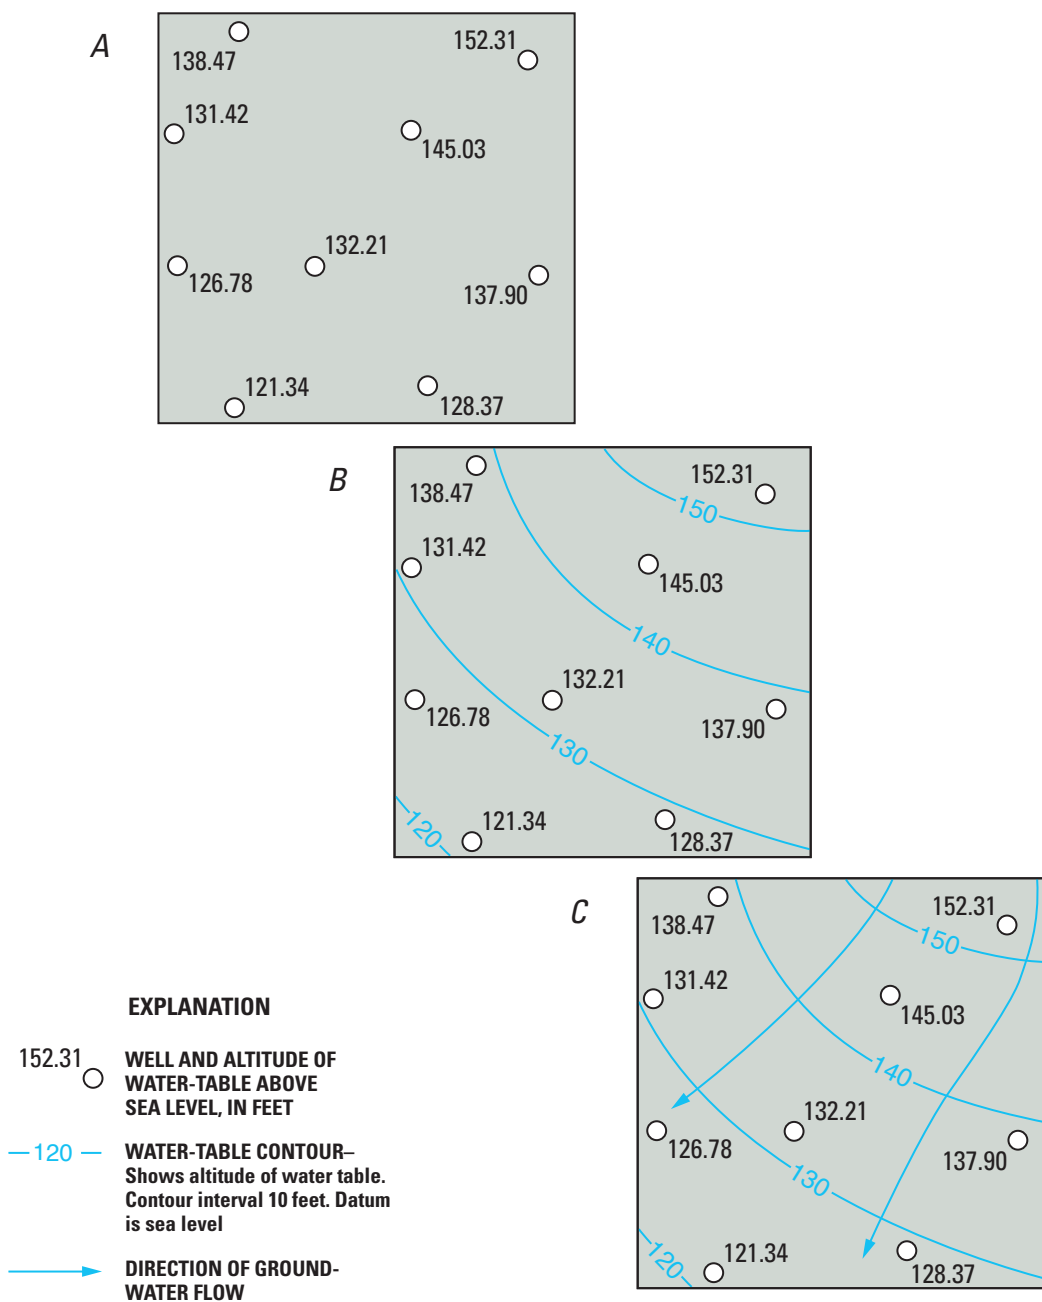 A
138.47
152.31
131.42
145.03
132.21
126.78
137.90
121.34
128.37
B
138.47
152.31
150
131.42
145.03
140
132.21
126.78
137.90
130
120
121.34
128.37
C
138.47
152.31
150
131.42
145.03
140
132.21
126.78
137.90
130
120
121.34
128.37
EXPLANATION
152.31
WELL AND ALTITUDE OF
WATER-TABLE ABOVE
SEA LEVEL, IN FEET
120
WATER-TABLE CONTOUR–
Shows altitude of water table.
Contour interval 10 feet. Datum
is sea level
DIRECTION OF GROUND-
WATER FLOW